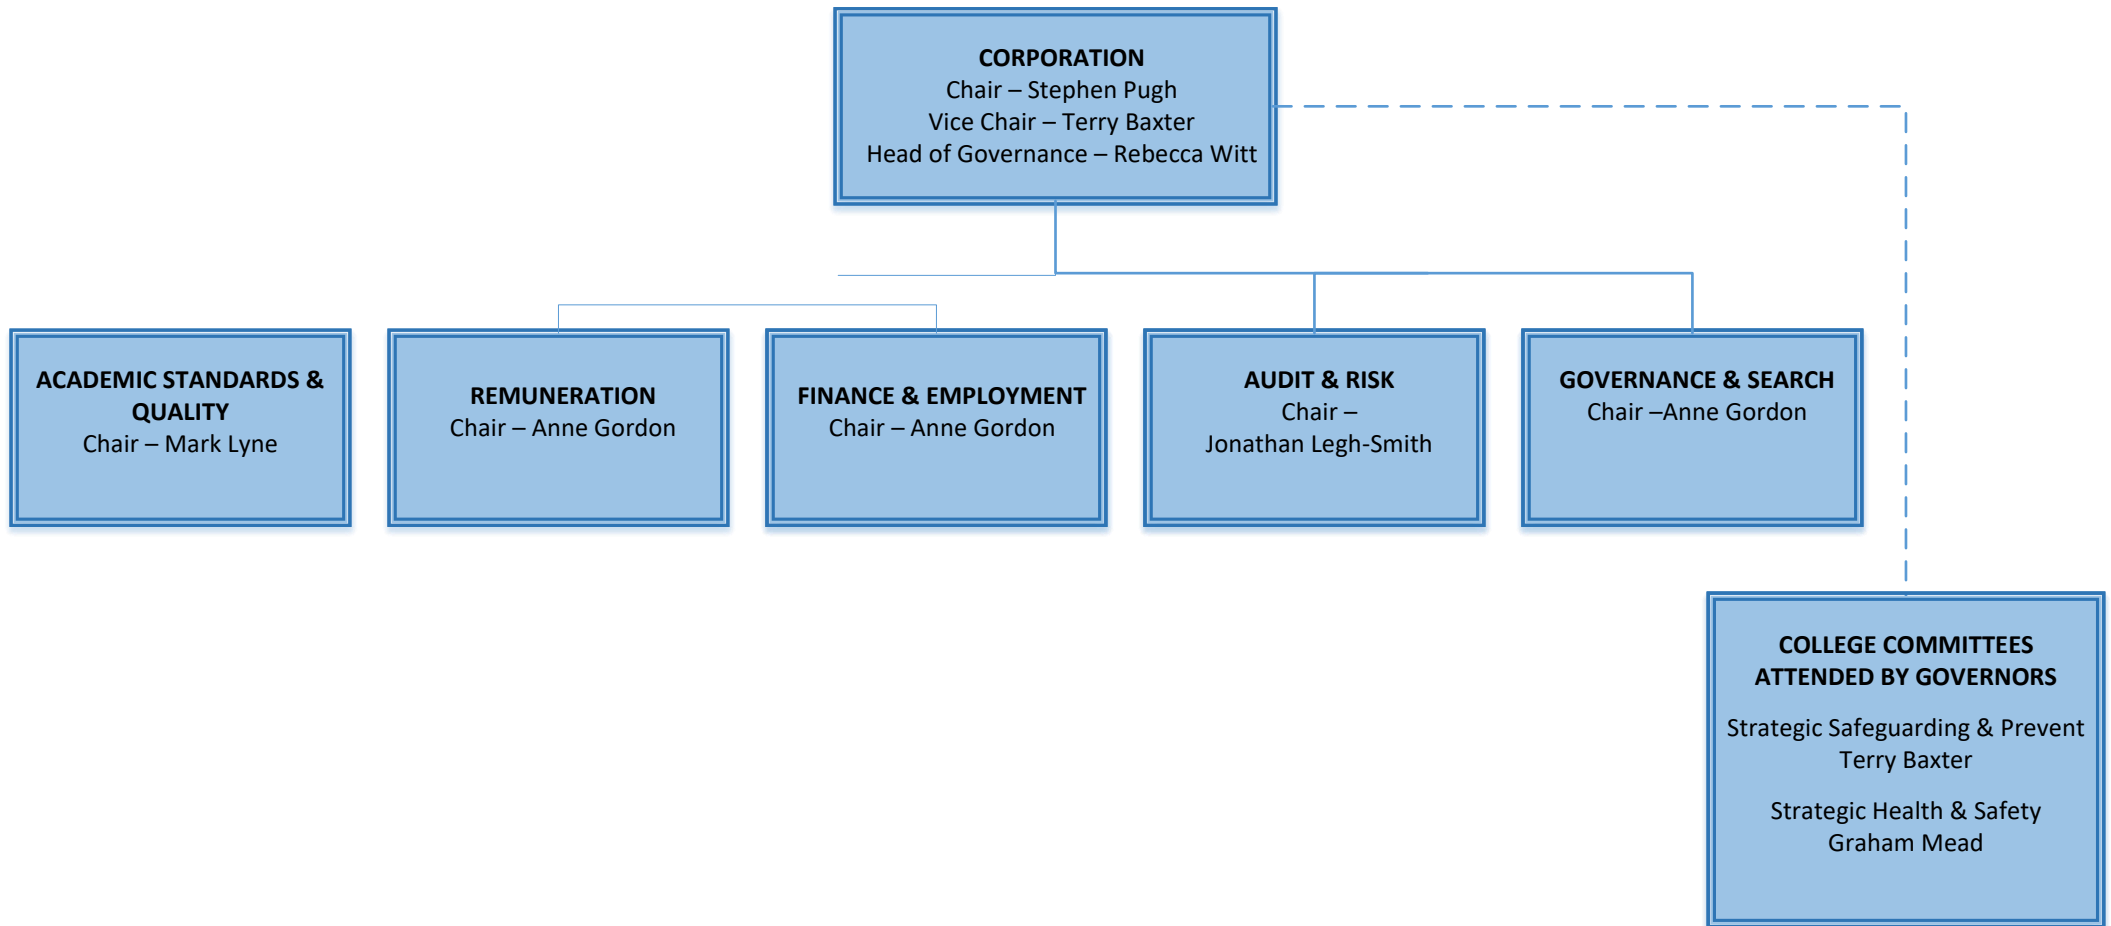 CORPORATION
Chair – Stephen Pugh
Vice Chair – Terry Baxter
Head of Governance – Rebecca Witt
ACADEMIC STANDARDS &
QUALITY
Chair – Mark Lyne
REMUNERATION
Chair – Anne Gordon
FINANCE & EMPLOYMENT
Chair – Anne Gordon
AUDIT & RISK
Chair –
Jonathan Legh-Smith
GOVERNANCE & SEARCH
Chair –Anne Gordon
COLLEGE COMMITTEES
ATTENDED BY GOVERNORS
Strategic Safeguarding & Prevent
Terry Baxter
Strategic Health & Safety
Graham Mead